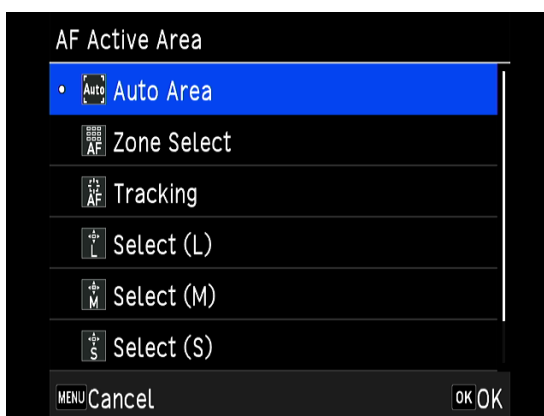 AF Active Area
Auto Auto Area
AF Zone Select
AF Tracking
L Select (L)
M Select (M)
S Select (S)
MENU Cancel OK OK